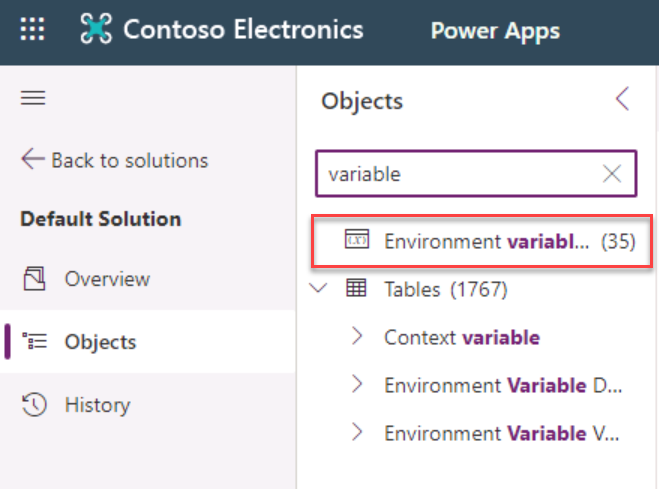 Contoso Electronics
Power Apps
Back to solutions
Default Solution
Overview
Objects
History
Objects
variable
Environment variabl... (35)
Tables (1767)
Context variable
Environment Variable D...
Environment Variable V...